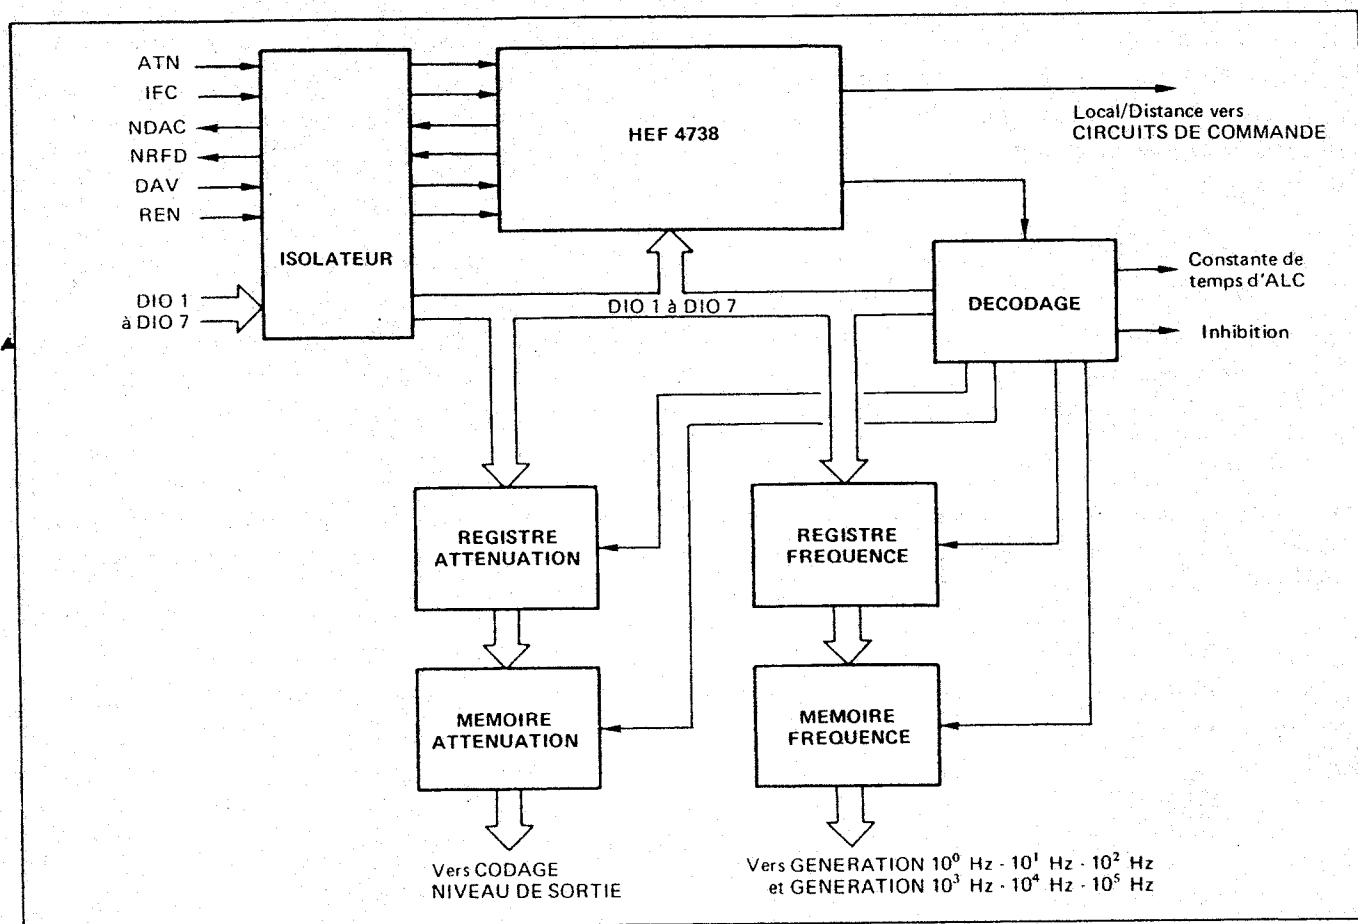 ATN
IFC
NDAC
NRFD
DAV
REN
DIO 1
à DIO 7
ISOLATEUR
HEF 4738
Local/Distance vers
CIRCUITS DE COMMANDE
DIO 1 à DIO 7
DECODAGE
Constante de
temps d'ALC
Inhibition
REGISTRE
ATTENUATION
REGISTRE
FREQUENCE
MEMOIRE
ATTENUATION
MEMOIRE
FREQUENCE
Vers CODAGE
NIVEAU DE SORTIE
Vers GENERATION 10⁰ Hz - 10¹ Hz - 10² Hz
et GENERATION 10³ Hz - 10⁴ Hz - 10⁵ Hz